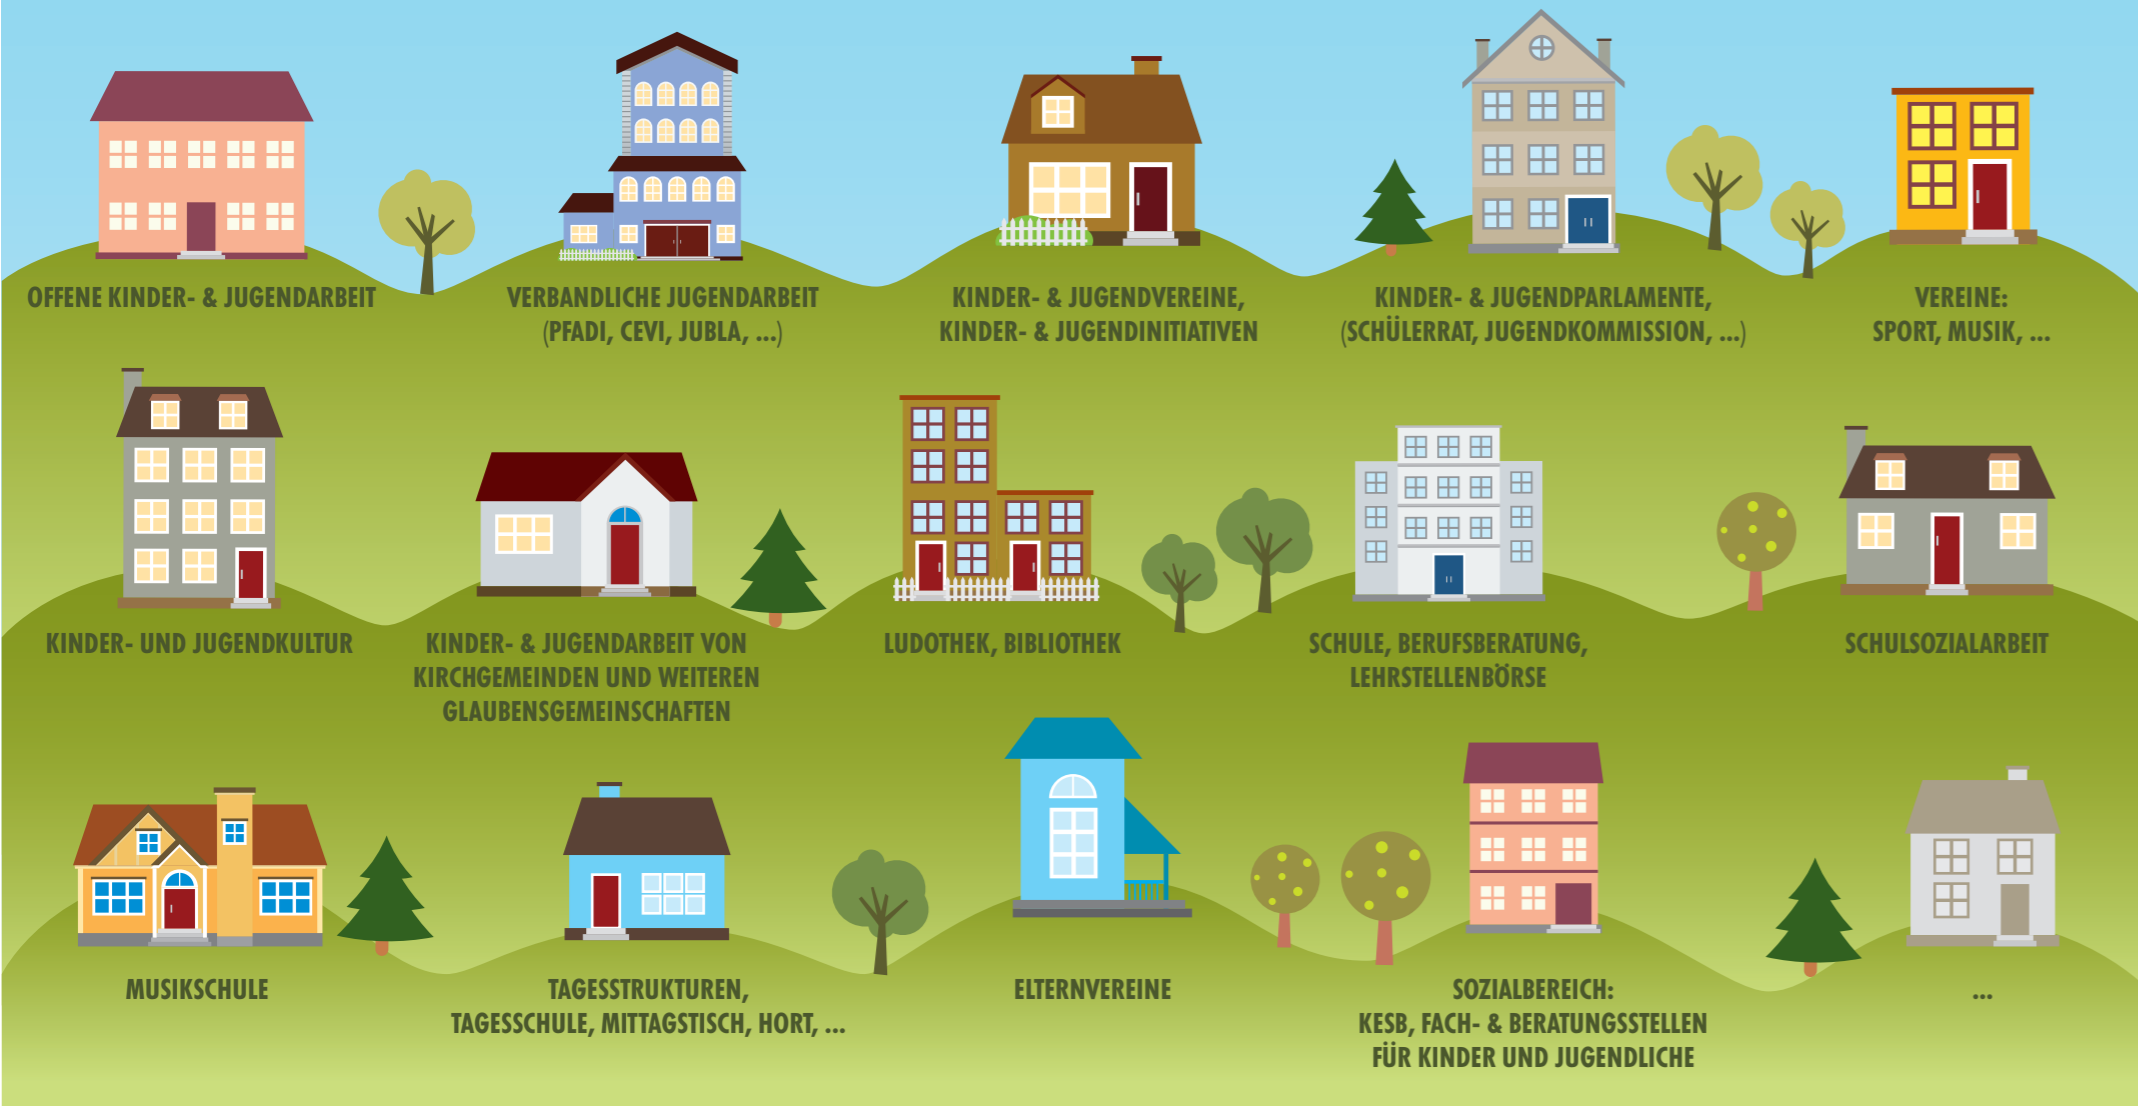 OFFENE KINDER- & JUGENDARBEIT
VERBANDLICHE JUGENDARBEIT
(PFADI, CEVI, JUBLA, ...)
KINDER- & JUGENDVEREINE,
KINDER- & JUGENDINITIATIVEN
KINDER- & JUGENDPARLAMENTE,
(SCHÜLERRAT, JUGENDKOMMISSION, ...)
VEREINE:
SPORT, MUSIK, ...
KINDER- UND JUGENDKULTUR
KINDER- & JUGENDARBEIT VON
KIRCHGEMEINDEN UND WEITEREN
GLAUBENSGEMEINSCHAFTEN
LUDOTHEK, BIBLIOTHEK
SCHULE, BERUFSBERATUNG,
LEHRSTELLENBÖRSE
SCHULSOZIALARBEIT
MUSIKSCHULE
TAGESSTRUKTUREN,
TAGESSCHULE, MITTAGSTISCH, HORT, ...
ELTERNVEREINE
SOZIALBEREICH:
KESB, FACH- & BERATUNGSSTELLEN
FÜR KINDER UND JUGENDLICHE
...